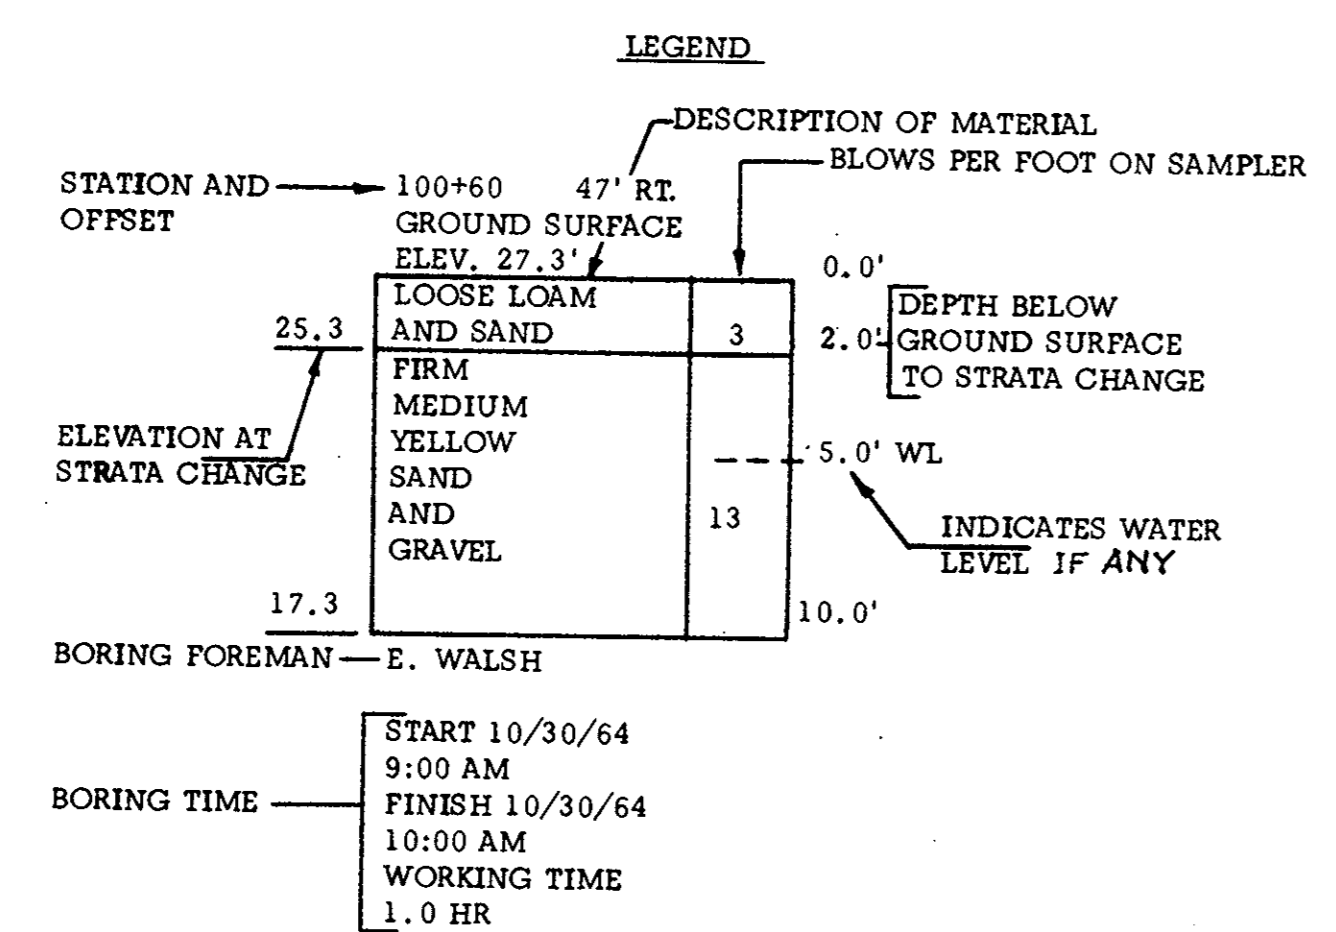 LEGEND
DESCRIPTION OF MATERIAL
BLOWS PER FOOT ON SAMPLER
STATION AND
OFFSET
100+60 47' RT.
GROUND SURFACE
ELEV. 27.3'
0.0'
LOOSE LOAM
AND SAND
3
25.3
2.0'
DEPTH BELOW
GROUND SURFACE
TO STRATA CHANGE
FIRM
MEDIUM
YELLOW
SAND
AND
GRAVEL
13
ELEVATION AT
STRATA CHANGE
5.0' WL
INDICATES WATER
LEVEL IF ANY
17.3
10.0'
BORING FOREMAN
E. WALSH
BORING TIME
START 10/30/64
9:00 AM
FINISH 10/30/64
10:00 AM
WORKING TIME
1.0 HR